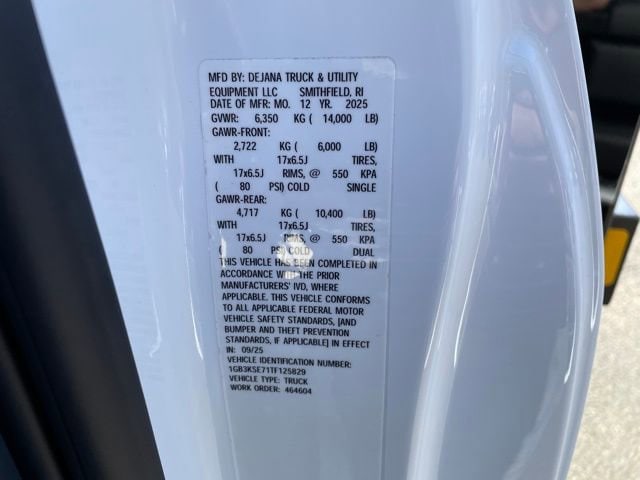 MFD BY: DEJANA TRUCK & UTILITY
EQUIPMENT LLC SMITHFIELD, RI
DATE OF MFR: MO. 12 YR. 2025
GVWR: 6,350 KG ( 14,000 LB)
GAWR-FRONT:
2,722 KG ( 6,000 LB)
WITH 17x6.5J TIRES,
17x6.5J RIMS, @ 550 KPA
( 80 PSI) COLD SINGLE
GAWR-REAR:
4,717 KG ( 10,400 LB)
WITH 17x6.5J TIRES,
17x6.5J RIMS, @ 550 KPA
( 80 PSI) COLD DUAL
THIS VEHICLE HAS BEEN COMPLETED IN
ACCORDANCE WITH THE PRIOR
MANUFACTURERS' IVD, WHERE
APPLICABLE. THIS VEHICLE CONFORMS
TO ALL APPLICABLE FEDERAL MOTOR
VEHICLE SAFETY STANDARDS, [AND
BUMPER AND THEFT PREVENTION
STANDARDS, IF APPLICABLE] IN EFFECT
IN: 09/25
VEHICLE IDENTIFICATION NUMBER:
1GB3KSE71TF125829
VEHICLE TYPE: TRUCK
WORK ORDER: 464604